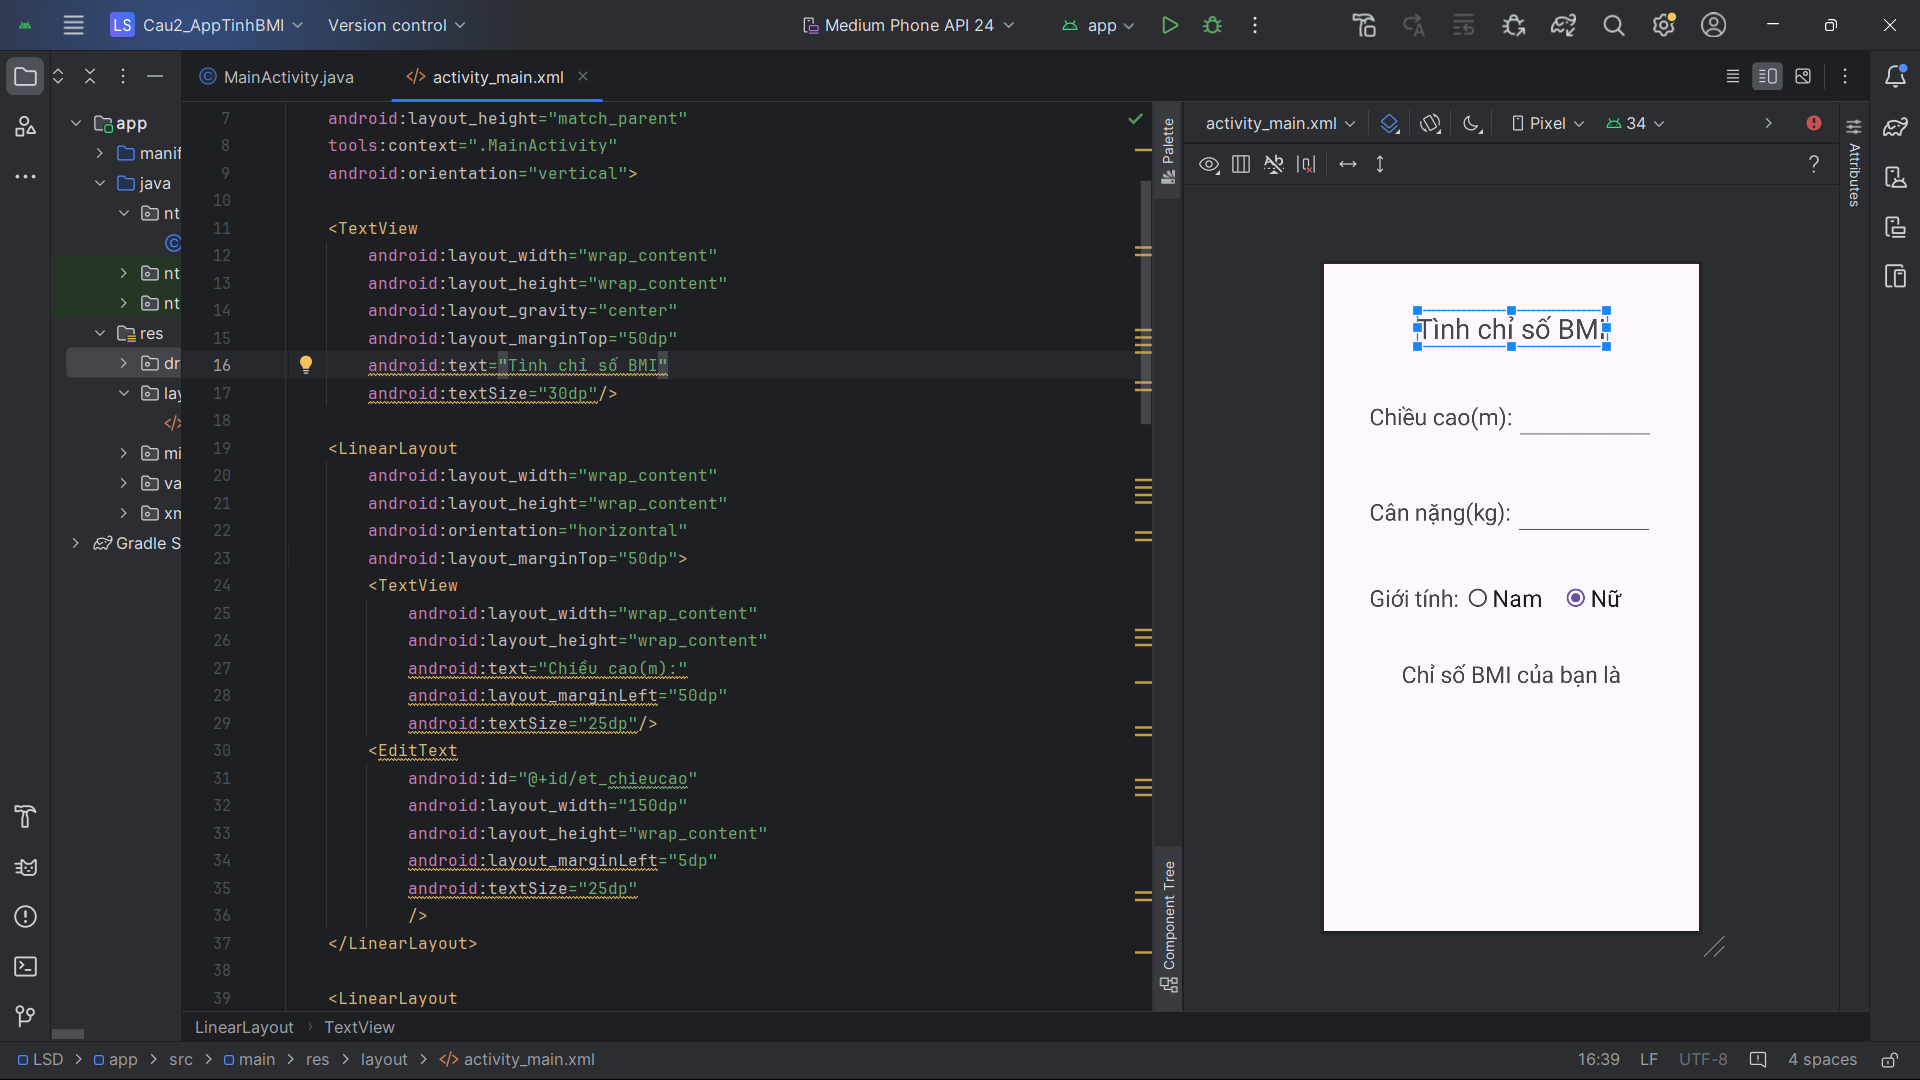 LS Cau2_AppTinhBMI Version control Medium Phone API 24 app
MainActivity.java activity_main.xml
app
manif
java
nt
nt
nt
res
dr
lay
mi
va
xm
Gradle S
7 android:layout_height="match_parent"
8 tools:context=".MainActivity"
9 android:orientation="vertical">
10
11 <TextView
12 android:layout_width="wrap_content"
13 android:layout_height="wrap_content"
14 android:layout_gravity="center"
15 android:layout_marginTop="50dp"
16 android:text="Tình chỉ số BMI"
17 android:textSize="30dp"/>
18
19 <LinearLayout
20 android:layout_width="wrap_content"
21 android:layout_height="wrap_content"
22 android:orientation="horizontal"
23 android:layout_marginTop="50dp">
24 <TextView
25 android:layout_width="wrap_content"
26 android:layout_height="wrap_content"
27 android:text="Chiều cao(m):"
28 android:layout_marginLeft="50dp"
29 android:textSize="25dp"/>
30 <EditText
31 android:id="@+id/et_chieucao"
32 android:layout_width="150dp"
33 android:layout_height="wrap_content"
34 android:layout_marginLeft="5dp"
35 android:textSize="25dp"
36 />
37 </LinearLayout>
38
39 <LinearLayout
LinearLayout › TextView
Palette
Component Tree
activity_main.xml Pixel 34
?
Attributes
Tình chỉ số BMI
Chiều cao(m):
Cân nặng(kg):
Giới tính: Nam Nữ
Chỉ số BMI của bạn là
LSD > app > src > main > res > layout > </> activity_main.xml 16:39 LF UTF-8 4 spaces